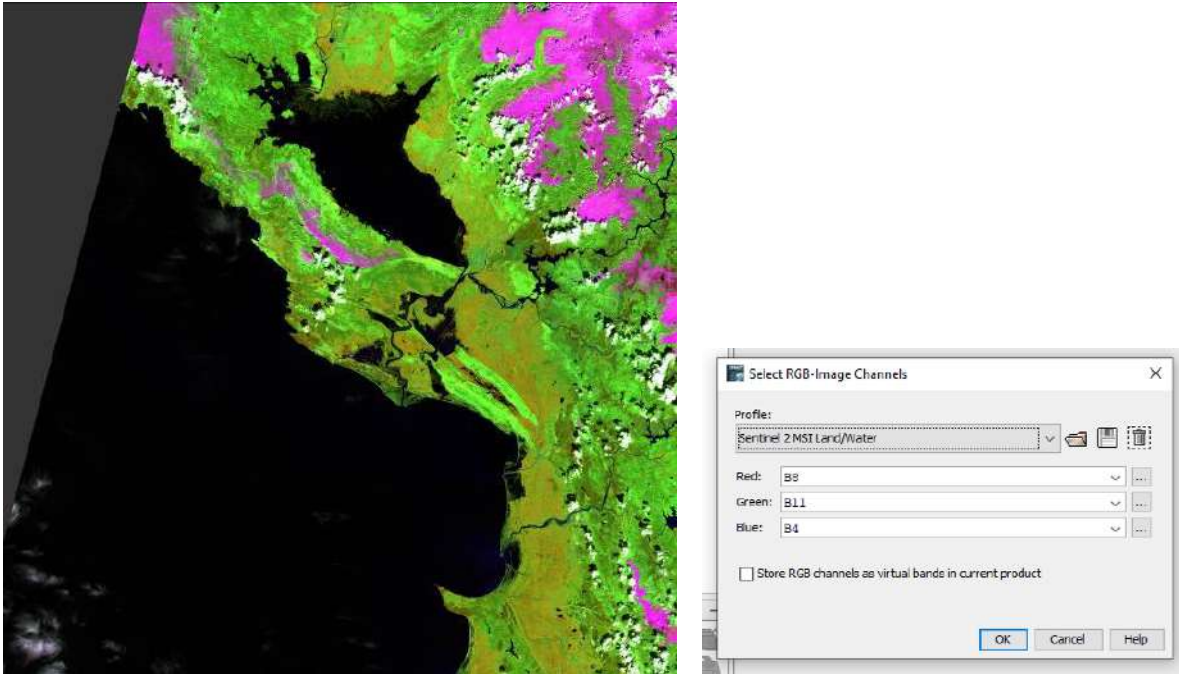 Select RGB-Image Channels
Profile:
Sentinel 2 MSI Land/Water
Red: B8 ...
Green: B11 ...
Blue: B4 ...
Store RGB channels as virtual bands in current product
OK Cancel Help